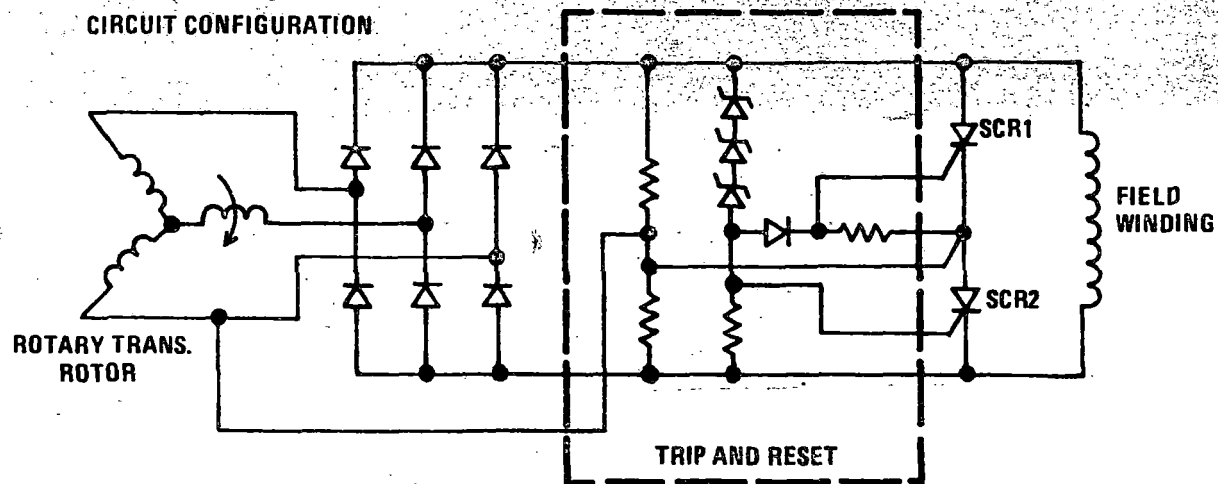 CIRCUIT CONFIGURATION
SCR1
FIELD
WINDING
SCR2
ROTARY TRANS.
ROTOR
TRIP AND RESET